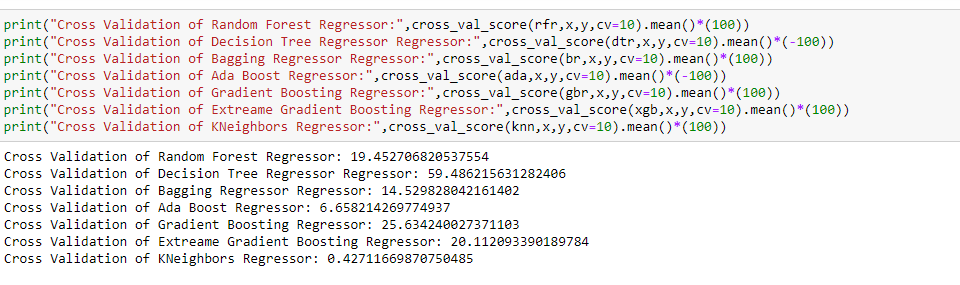 print("Cross Validation of Random Forest Regressor:",cross_val_score(rfr,x,y,cv=10).mean()*(100))
print("Cross Validation of Decision Tree Regressor Regressor:",cross_val_score(dtr,x,y,cv=10).mean()*(-100))
print("Cross Validation of Bagging Regressor Regressor:",cross_val_score(br,x,y,cv=10).mean()*(100))
print("Cross Validation of Ada Boost Regressor:",cross_val_score(ada,x,y,cv=10).mean()*(-100))
print("Cross Validation of Gradient Boosting Regressor:",cross_val_score(gbr,x,y,cv=10).mean()*(100))
print("Cross Validation of Extreame Gradient Boosting Regressor:",cross_val_score(xgb,x,y,cv=10).mean()*(100))
print("Cross Validation of KNeighbors Regressor:",cross_val_score(knn,x,y,cv=10).mean()*(100))
Cross Validation of Random Forest Regressor: 19.452706820537554
Cross Validation of Decision Tree Regressor Regressor: 59.486215631282406
Cross Validation of Bagging Regressor Regressor: 14.529828042161402
Cross Validation of Ada Boost Regressor: 6.658214269774937
Cross Validation of Gradient Boosting Regressor: 25.634240027371103
Cross Validation of Extreame Gradient Boosting Regressor: 20.112093390189784
Cross Validation of KNeighbors Regressor: 0.42711669870750485